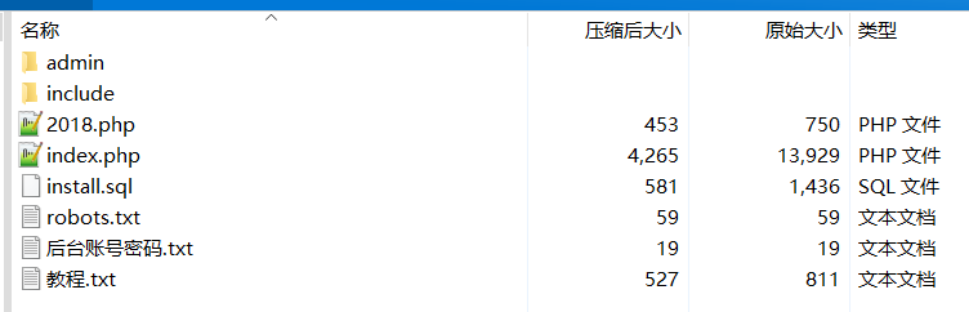 名称 压缩后大小 原始大小 类型
admin
include
2018.php 453 750 PHP 文件
index.php 4,265 13,929 PHP 文件
install.sql 581 1,436 SQL 文件
robots.txt 59 59 文本文档
后台账号密码.txt 19 19 文本文档
教程.txt 527 811 文本文档